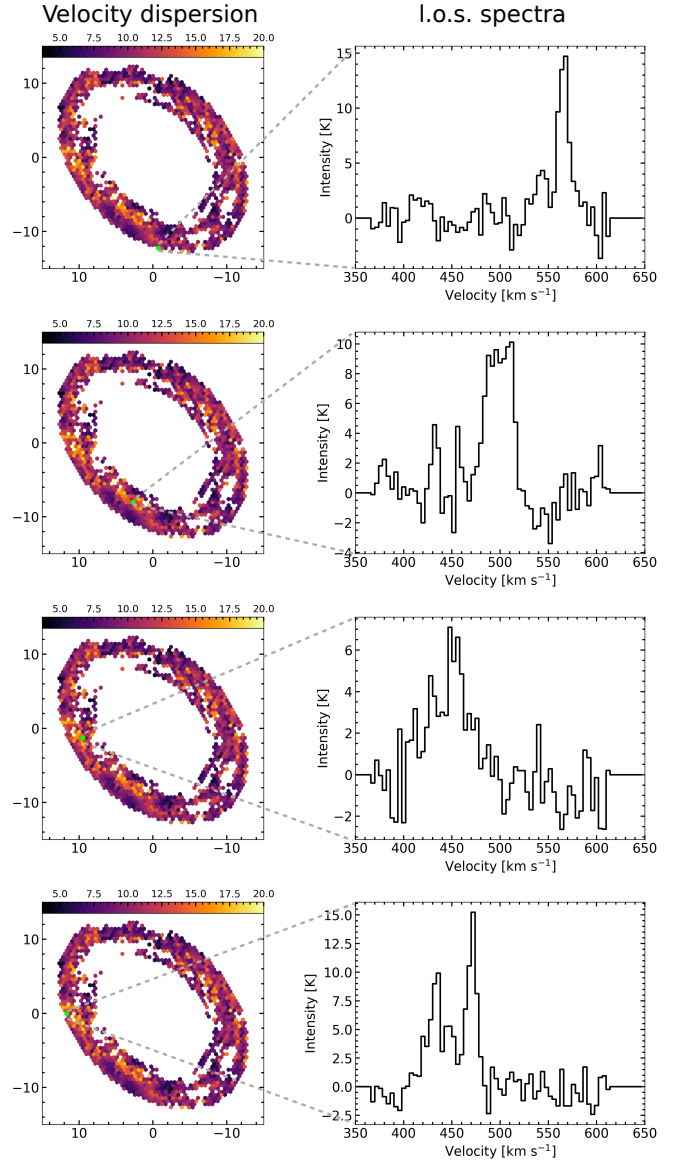 Velocity dispersion
l.o.s. spectra
5.0 7.5 10.0 12.5 15.0 17.5 20.0
10
0
−10
10 0 −10
15
10
5
0
Intensity [K]
350 400 450 500 550 600 650
Velocity [km s⁻¹]
5.0 7.5 10.0 12.5 15.0 17.5 20.0
10
0
−10
10 0 −10
10
8
6
4
2
0
−2
−4
Intensity [K]
350 400 450 500 550 600 650
Velocity [km s⁻¹]
5.0 7.5 10.0 12.5 15.0 17.5 20.0
10
0
−10
10 0 −10
6
4
2
0
−2
Intensity [K]
350 400 450 500 550 600 650
Velocity [km s⁻¹]
5.0 7.5 10.0 12.5 15.0 17.5 20.0
10
0
−10
10 0 −10
15.0
12.5
10.0
7.5
5.0
2.5
0.0
−2.5
Intensity [K]
350 400 450 500 550 600 650
Velocity [km s⁻¹]